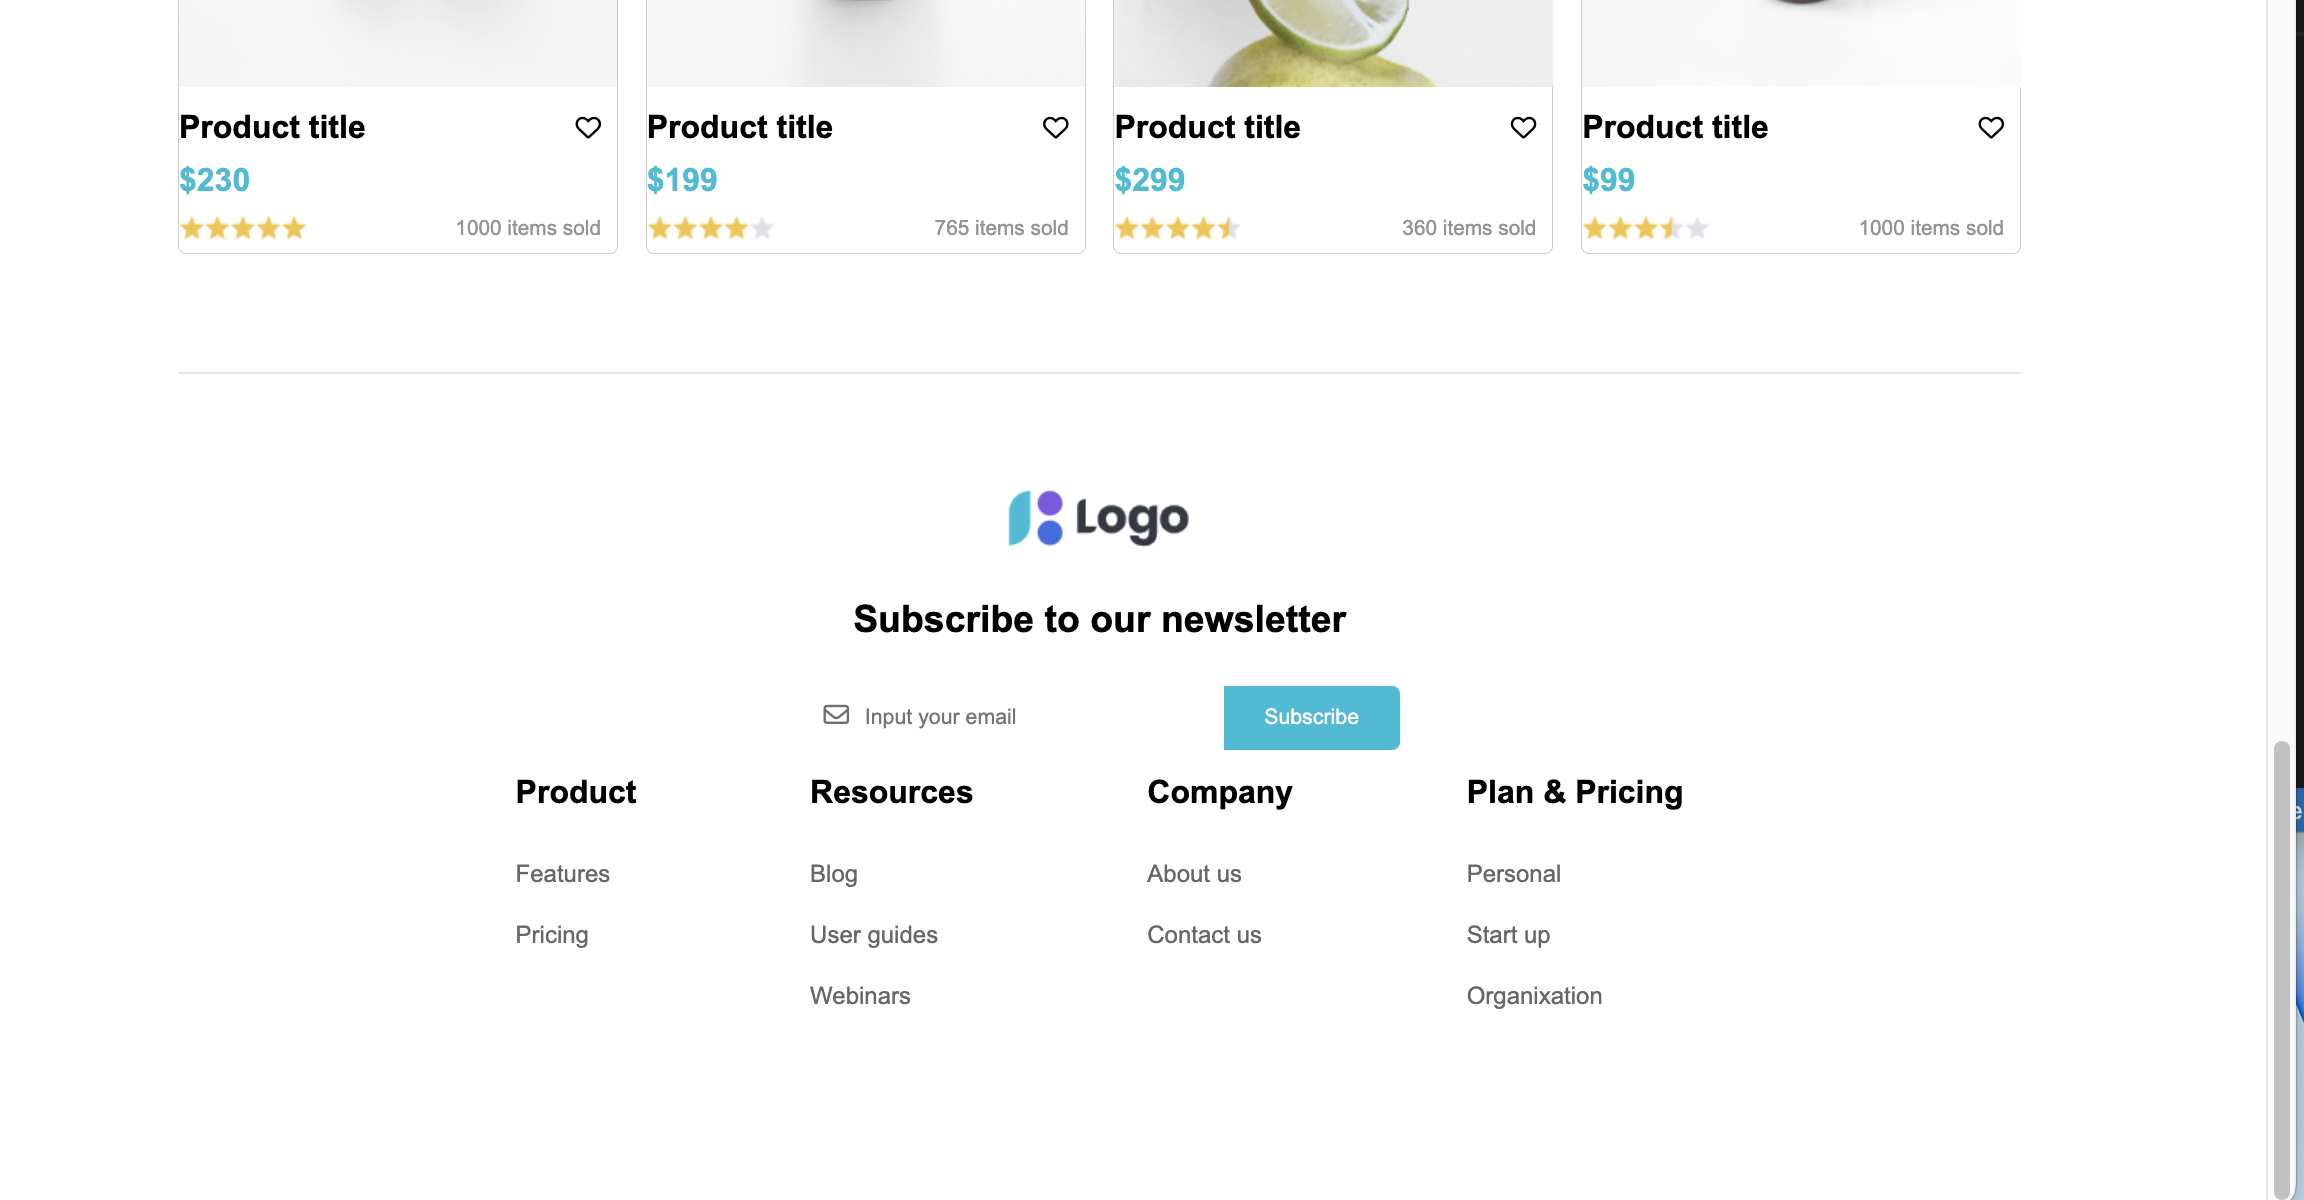 Product title
$230
1000 items sold
Product title
$199
765 items sold
Product title
$299
360 items sold
Product title
$99
1000 items sold
Logo
Subscribe to our newsletter
Input your email
Subscribe
Product
Features
Pricing
Resources
Blog
User guides
Webinars
Company
About us
Contact us
Plan & Pricing
Personal
Start up
Organixation